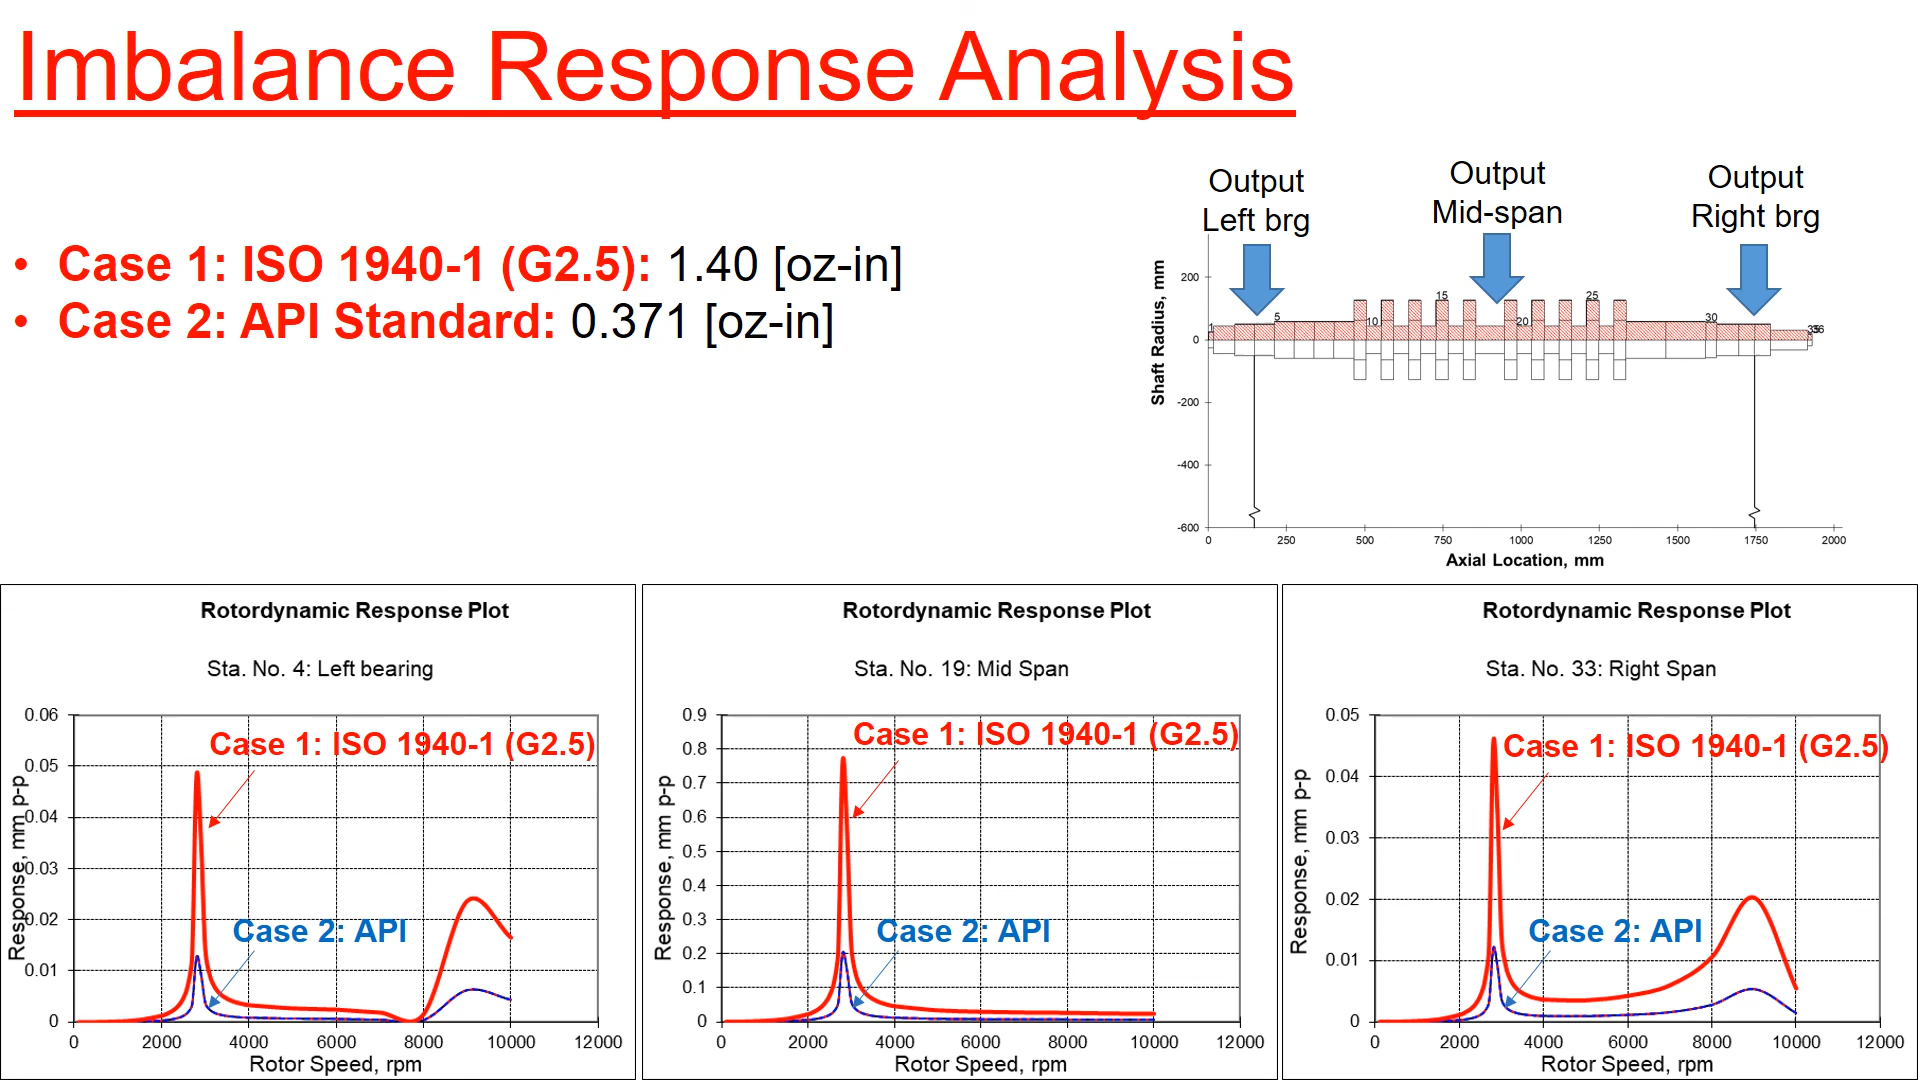 Imbalance Response Analysis
• Case 1: ISO 1940-1 (G2.5): 1.40 [oz-in]
• Case 2: API Standard: 0.371 [oz-in]
Output
Left brg
Output
Mid-span
Output
Right brg
Shaft Radius, mm
200
0
-200
-400
-600
1
5
10
15
20
25
30
36
0 250 500 750 1000 1250 1500 1750 2000
Axial Location, mm
Rotordynamic Response Plot
Sta. No. 4: Left bearing
Case 1: ISO 1940-1 (G2.5)
Case 2: API
Response, mm p-p
0.06
0.05
0.04
0.03
0.02
0.01
0
0 2000 4000 6000 8000 10000 12000
Rotor Speed, rpm
Rotordynamic Response Plot
Sta. No. 19: Mid Span
Case 1: ISO 1940-1 (G2.5)
Case 2: API
Response, mm p-p
0.9
0.8
0.7
0.6
0.5
0.4
0.3
0.2
0.1
0
0 2000 4000 6000 8000 10000 12000
Rotor Speed, rpm
Rotordynamic Response Plot
Sta. No. 33: Right Span
Case 1: ISO 1940-1 (G2.5)
Case 2: API
Response, mm p-p
0.05
0.04
0.03
0.02
0.01
0
0 2000 4000 6000 8000 10000 12000
Rotor Speed, rpm